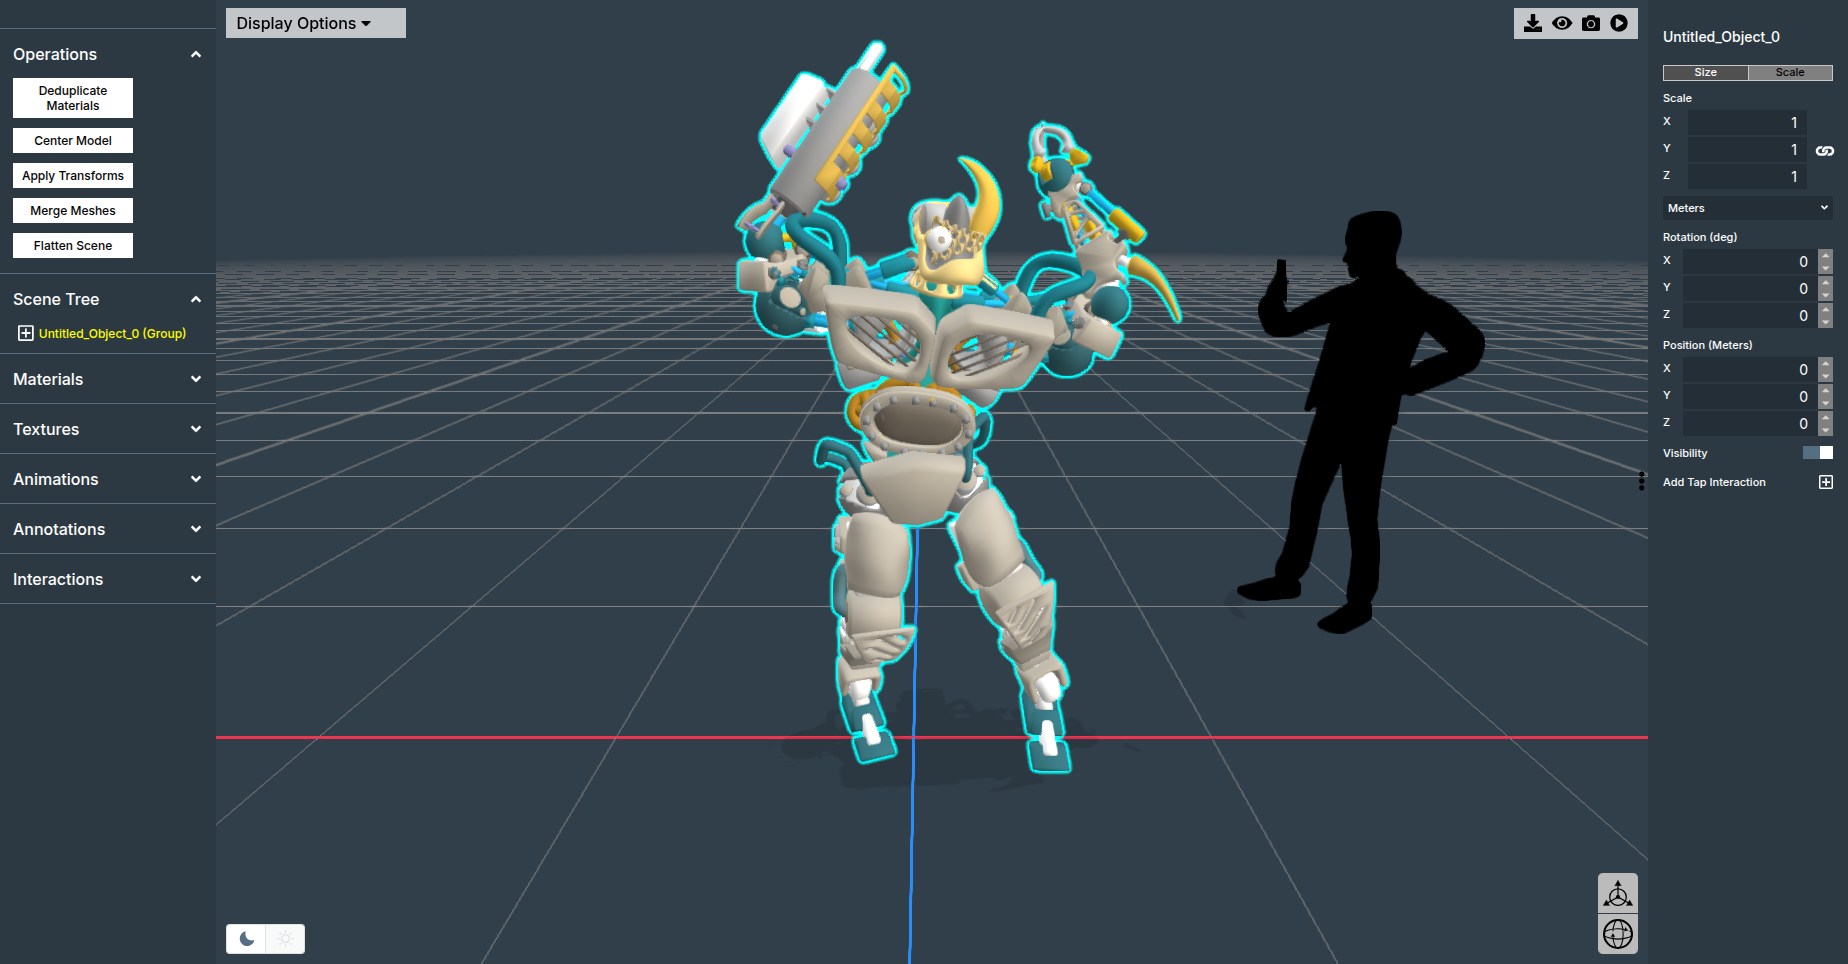 Display Options
Operations
Deduplicate
Materials
Center Model
Apply Transforms
Merge Meshes
Flatten Scene
Scene Tree
Untitled_Object_0 (Group)
Materials
Textures
Animations
Annotations
Interactions
Untitled_Object_0
Size Scale
Scale
X 1
Y 1
Z 1
Meters
Rotation (deg)
X 0
Y 0
Z 0
Position (Meters)
X 0
Y 0
Z 0
Visibility
Add Tap Interaction